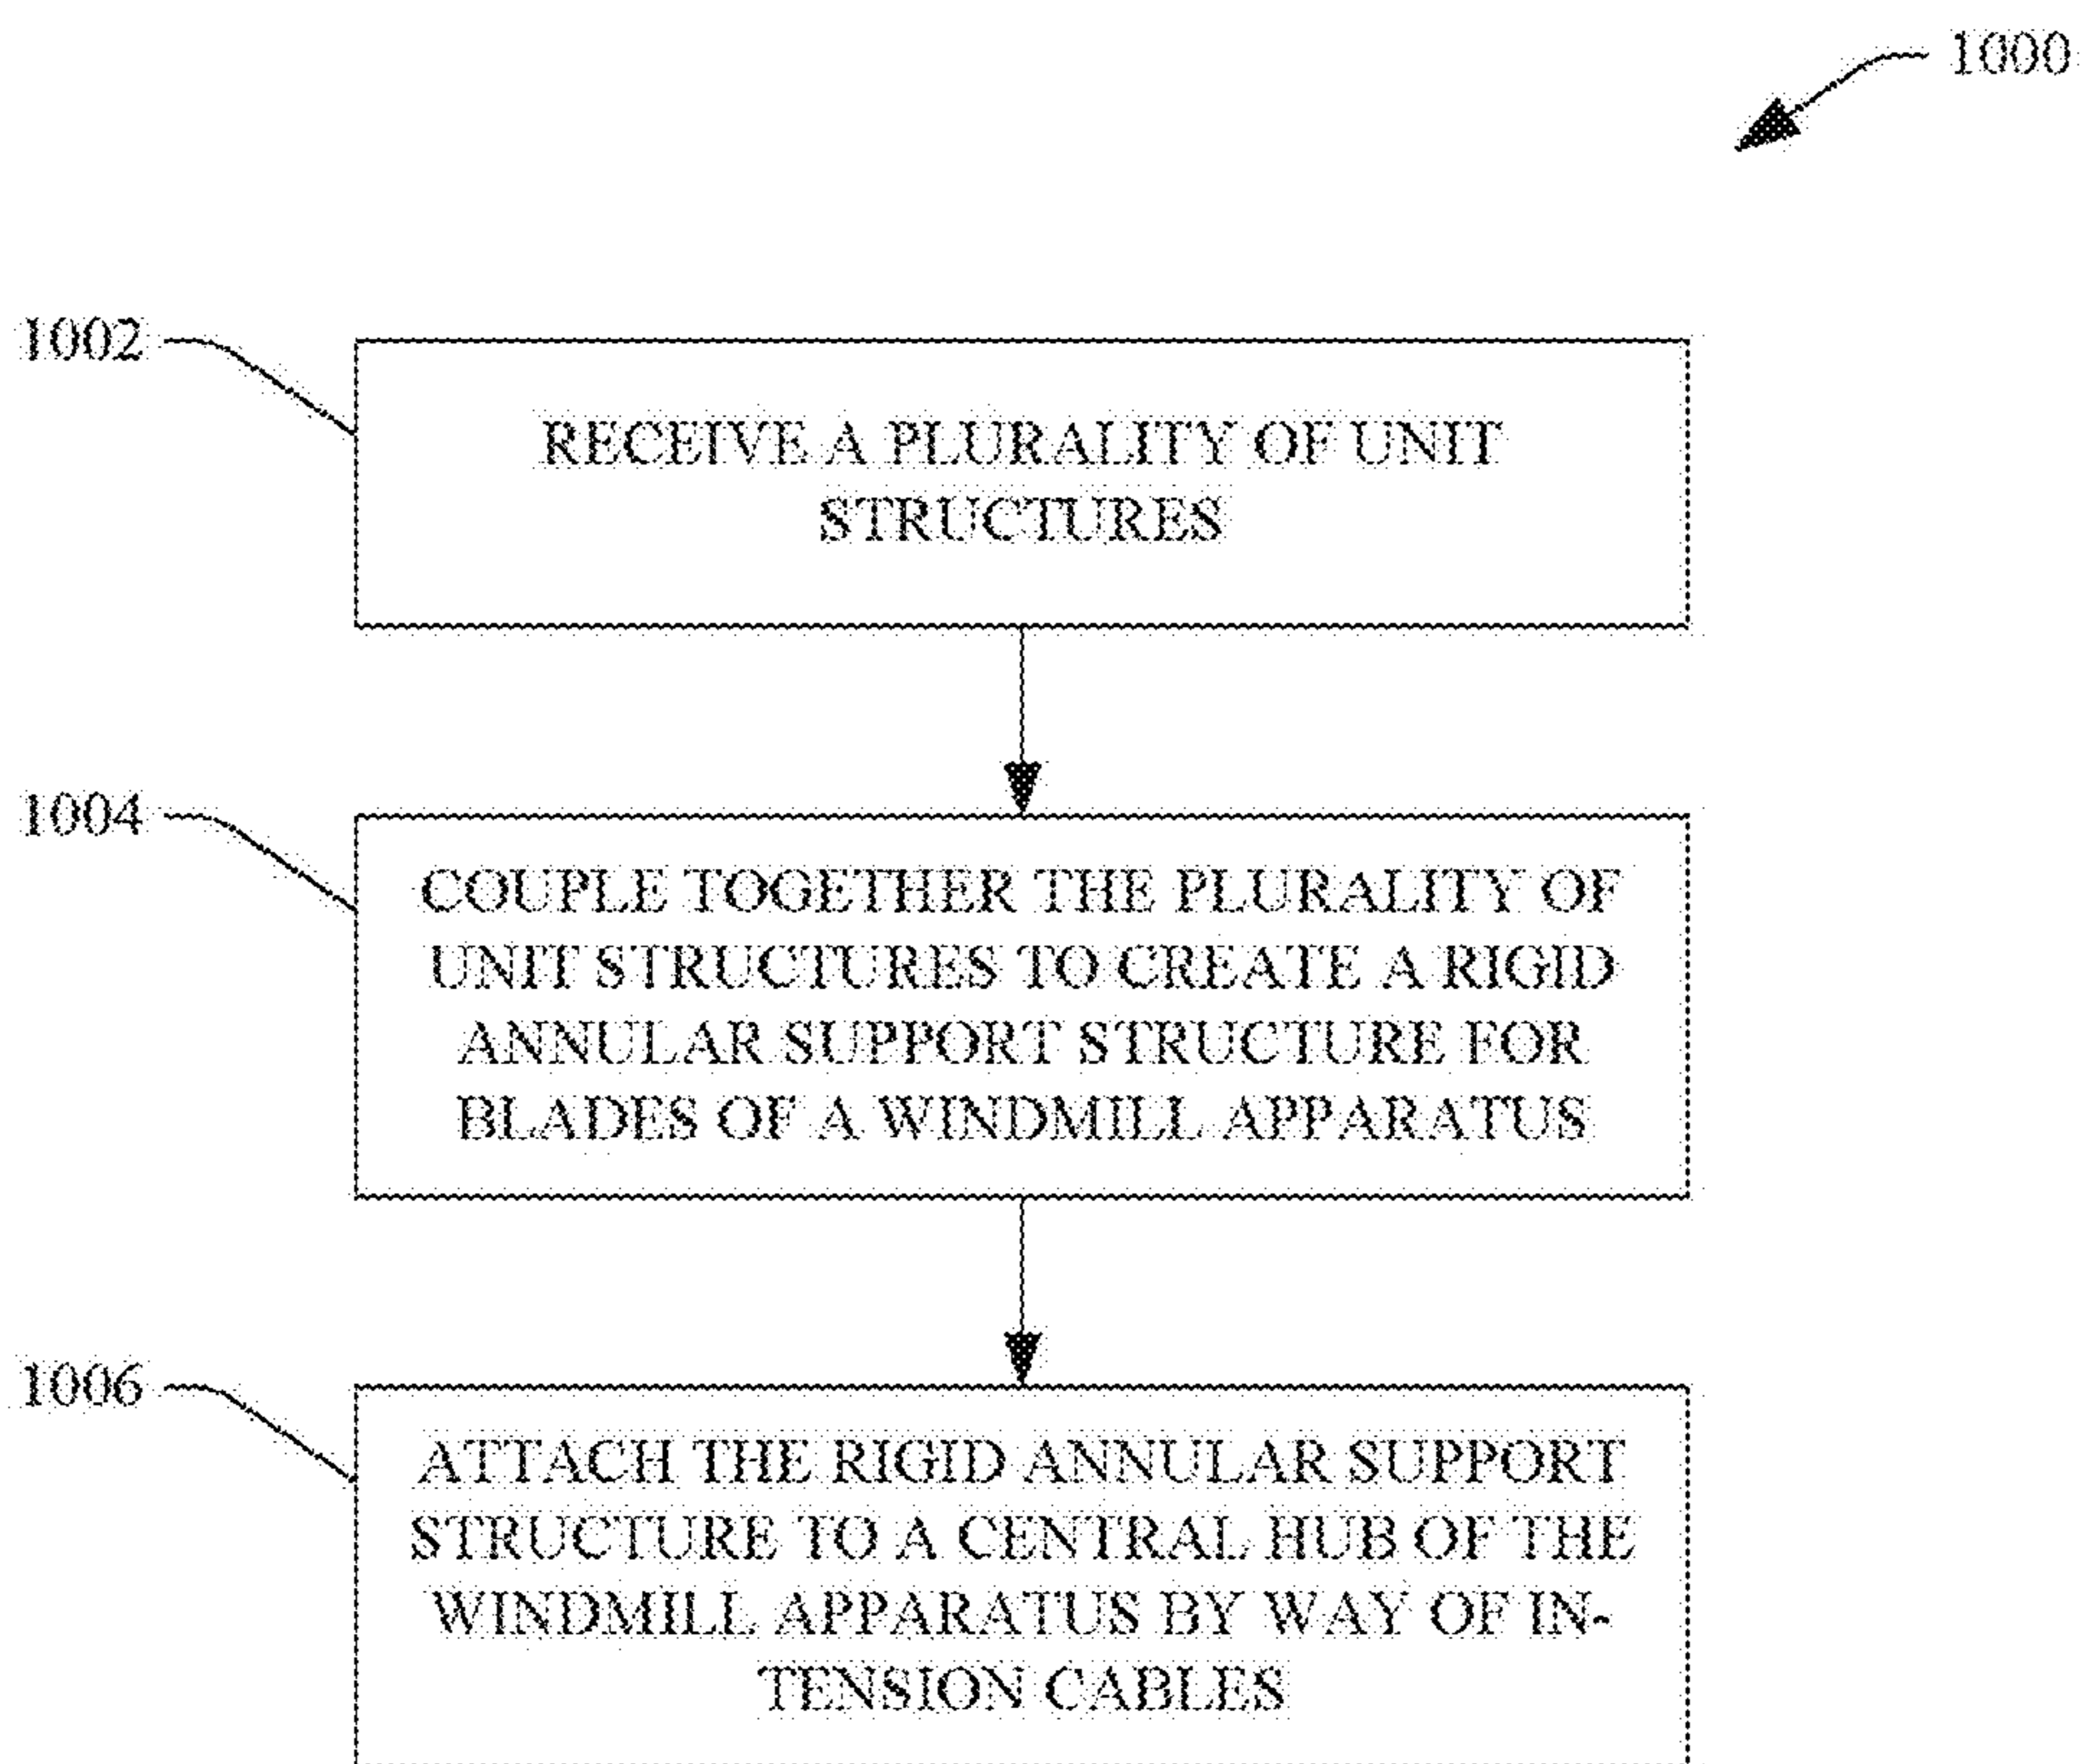 1000
1002
RECEIVE A PLURALITY OF UNIT
STRUCTURES
1004
COUPLE TOGETHER THE PLURALITY OF
UNIT STRUCTURES TO CREATE A RIGID
ANNULAR SUPPORT STRUCTURE FOR
BLADES OF A WINDMILL APPARATUS
1006
ATTACH THE RIGID ANNULAR SUPPORT
STRUCTURE TO A CENTRAL HUB OF THE
WINDMILL APPARATUS BY WAY OF IN-
TENSION CABLES